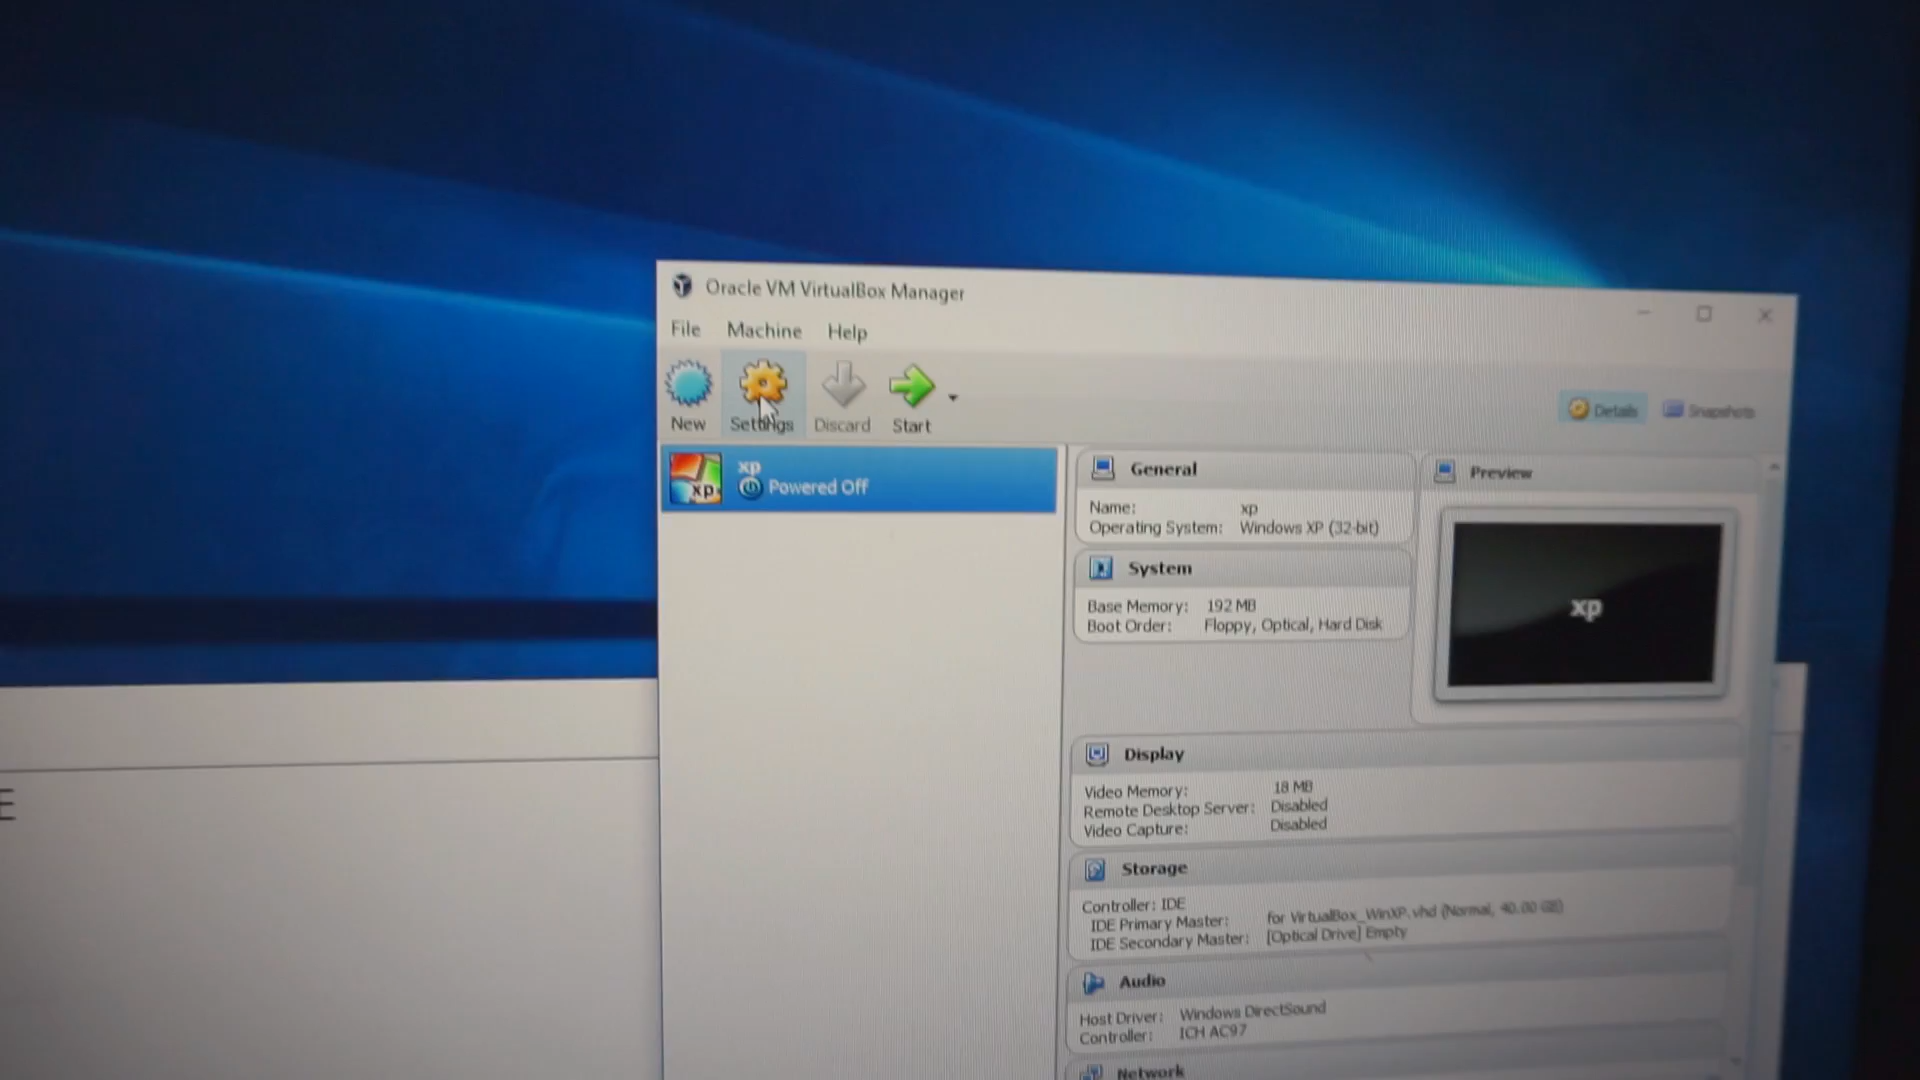 Oracle VM VirtualBox Manager
File Machine Help
New Settings Discard Start
Details Snapshots
xp
xp
Powered Off
General
Name: xp
Operating System: Windows XP (32-bit)
System
Base Memory: 192 MB
Boot Order: Floppy, Optical, Hard Disk
Preview
xp
Display
Video Memory: 18 MB
Remote Desktop Server: Disabled
Video Capture: Disabled
Storage
Controller: IDE
IDE Primary Master: for VirtualBox_WinXP.vhd (Normal, 40.00 GB)
IDE Secondary Master: [Optical Drive] Empty
Audio
Host Driver: Windows DirectSound
Controller: ICH AC97
Network
E